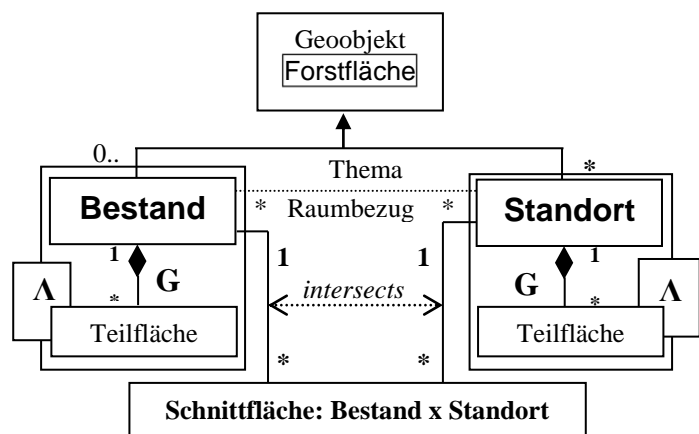 Geoobjekt
Forstfläche
0..
Thema
*
Bestand
* Raumbezug *
Standort
1
G
1
1
G
1
Λ
intersects
Λ
*
Teilfläche
*
Teilfläche
*
*
Schnittfläche: Bestand x Standort